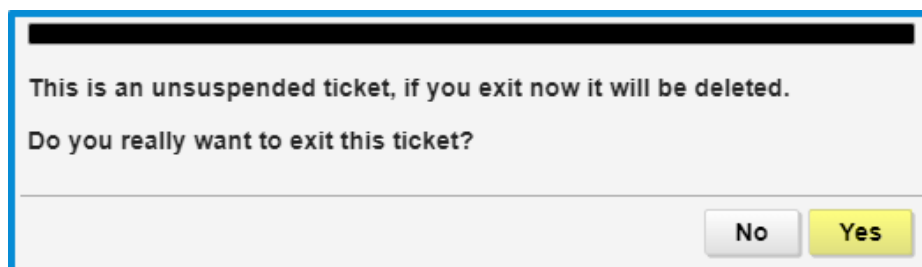 This is an unsuspended ticket, if you exit now it will be deleted.
Do you really want to exit this ticket?
No Yes